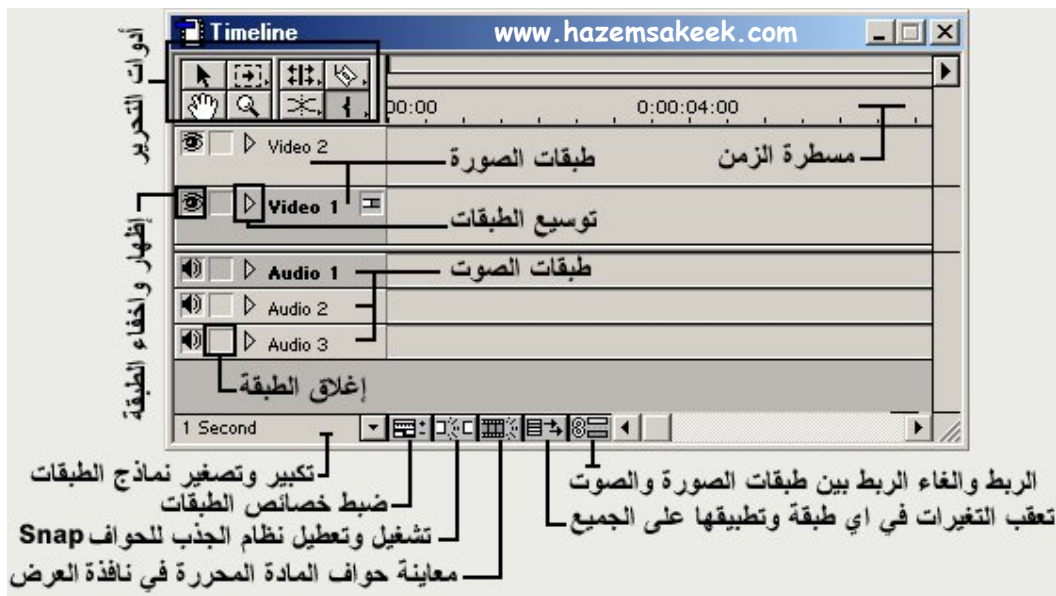 Timeline
www.hazemsakeek.com
أدوات التحرير
00:00
0:00:04:00
مسطرة الزمن
Video 2
طبقات الصورة
Video 1
توسيع الطبقات
إظهار واخفاء الطبقة
Audio 1
طبقات الصوت
Audio 2
Audio 3
إغلاق الطبقة
1 Second
تكبير وتصغير نماذج الطبقات
الربط والغاء الربط بين طبقات الصورة والصوت
ضبط خصائص الطبقات
تعقب التغيرات في اي طبقة وتطبيقها على الجميع
تشغيل وتعطيل نظام الجذب للحواف Snap
معاينة حواف المادة المحررة في نافذة العرض